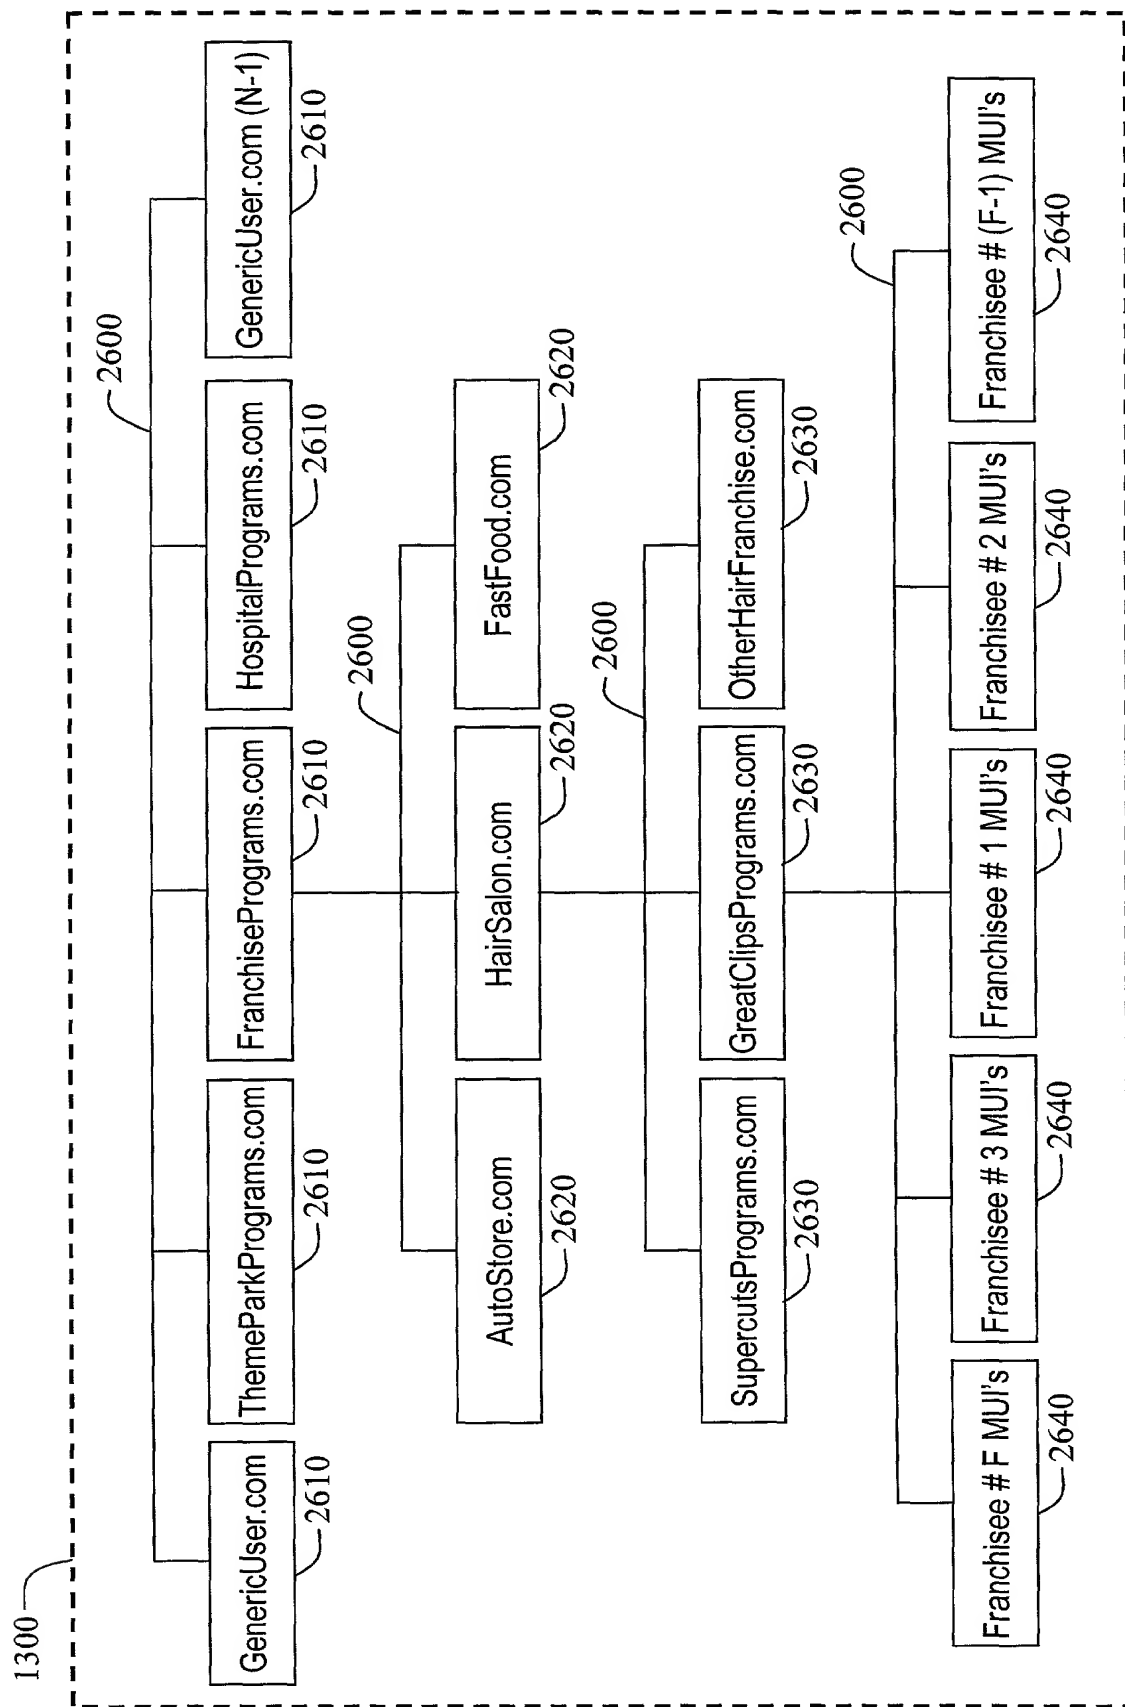 1300
2600
GenericUser.com
2610
ThemeParkPrograms.com
2610
FranchisePrograms.com
2610
HospitalPrograms.com
2610
GenericUser.com (N-1)
2610
2600
AutoStore.com
2620
HairSalon.com
2620
FastFood.com
2620
2600
SupercutsPrograms.com
2630
GreatClipsPrograms.com
2630
OtherHairFranchise.com
2630
2600
Franchisee # F MUI's
2640
Franchisee # 3 MUI's
2640
Franchisee # 1 MUI's
2640
Franchisee # 2 MUI's
2640
Franchisee # (F-1) MUI's
2640